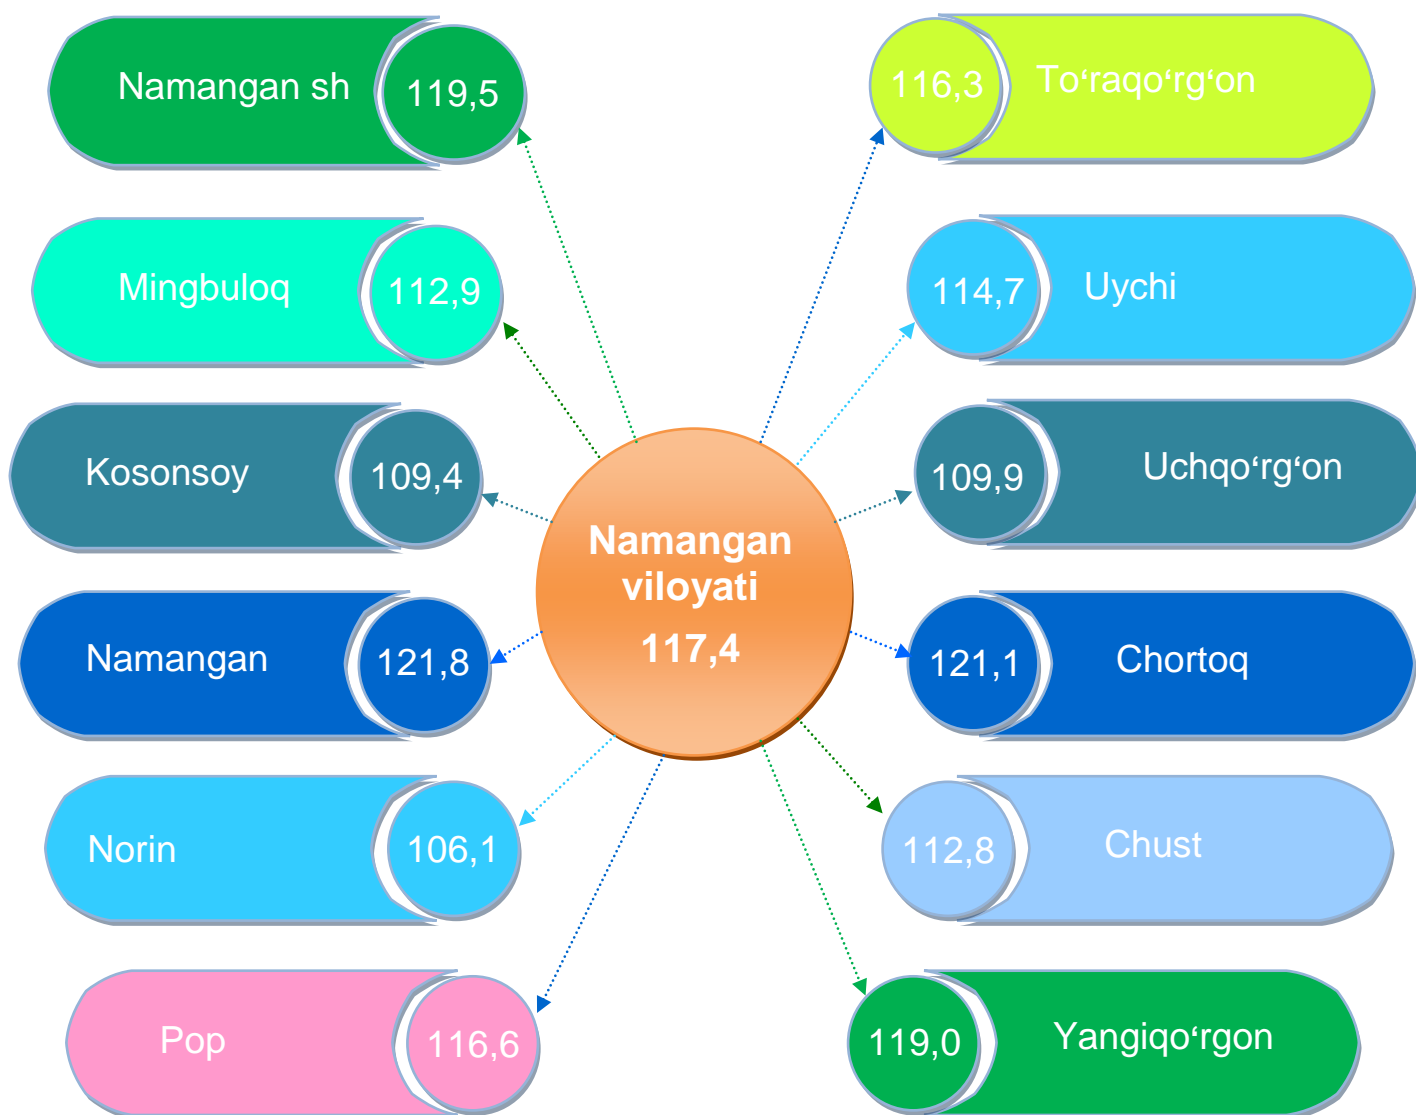 Namangan sh 119,5
Mingbuloq 112,9
Kosonsoy 109,4
Namangan 121,8
Norin 106,1
Pop 116,6
Namangan
viloyati
117,4
116,3 To‘raqo‘rg‘on
114,7 Uychi
109,9 Uchqo‘rg‘on
121,1 Chortoq
112,8 Chust
119,0 Yangiqo‘rgon